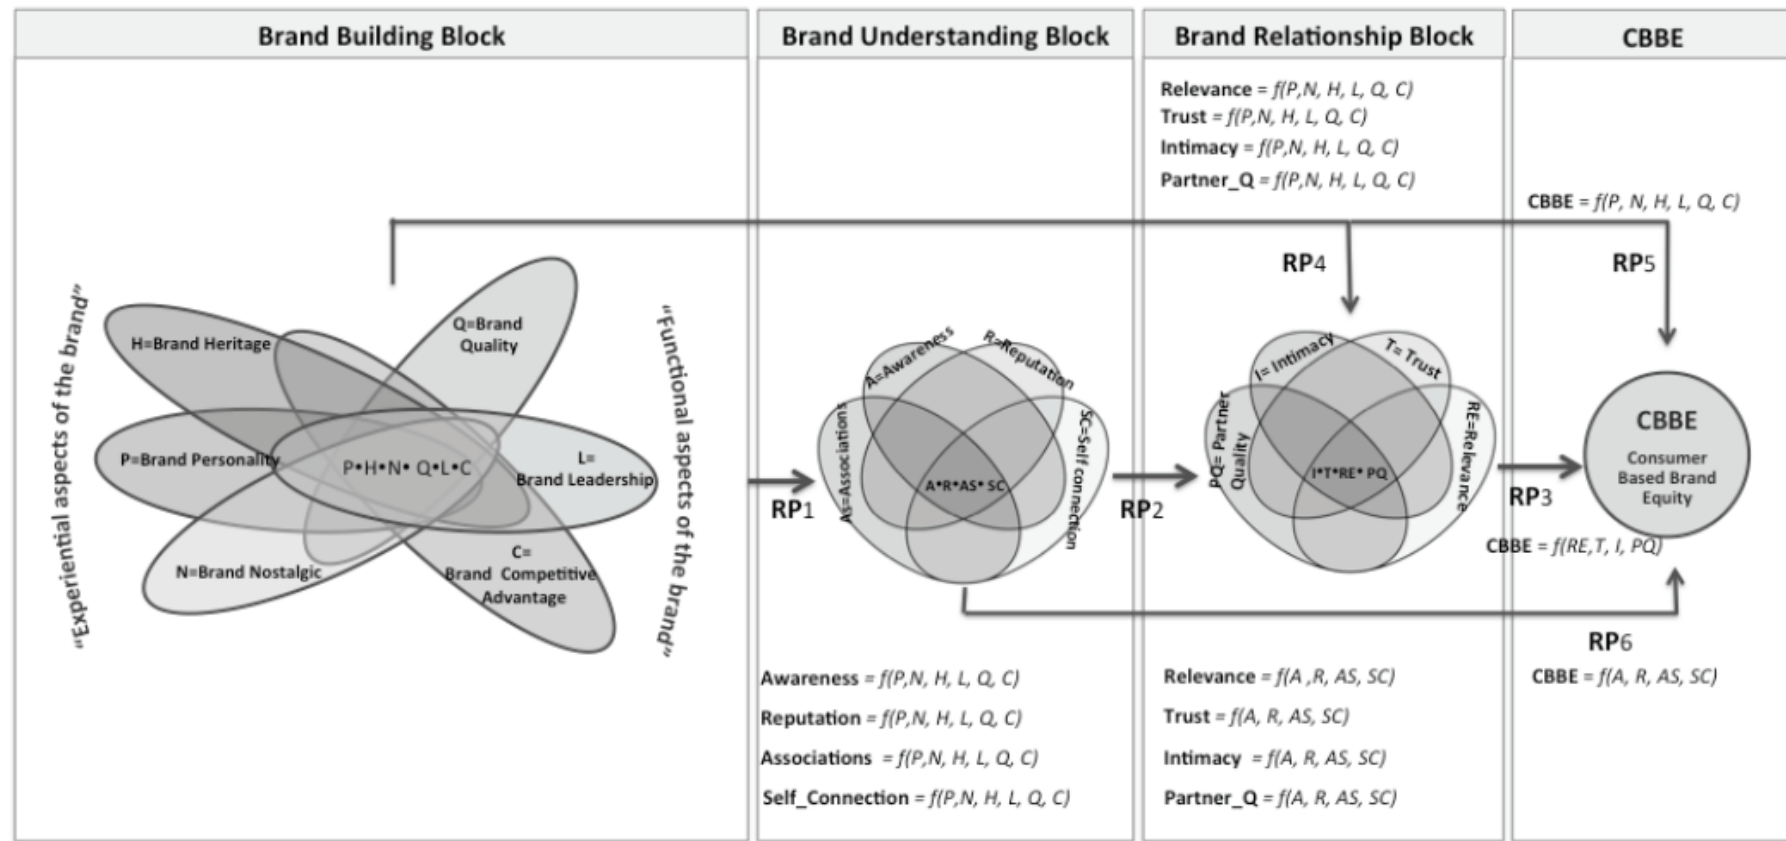 Brand Building Block
"Experiential aspects of the brand"
H=Brand Heritage
Q=Brand
Quality
P=Brand Personality
P•H•N• Q•L•C
L=
Brand Leadership
N=Brand Nostalgic
C=
Brand Competitive
Advantage
"Functional aspects of the brand"
Brand Understanding Block
RP1
As=Associations
A=Awareness
R=Reputation
SC=Self connection
A•R•AS• SC
Awareness = f(P,N, H, L, Q, C)
Reputation = f(P,N, H, L, Q, C)
Associations = f(P,N, H, L, Q, C)
Self_Connection = f(P,N, H, L, Q, C)
Brand Relationship Block
Relevance = f(P,N, H, L, Q, C)
Trust = f(P,N, H, L, Q, C)
Intimacy = f(P,N, H, L, Q, C)
Partner_Q = f(P,N, H, L, Q, C)
RP4
RP2
PQ= Partner
Quality
I= Intimacy
T= Trust
RE=Relevance
I•T•RE• PQ
Relevance = f(A ,R, AS, SC)
Trust = f(A, R, AS, SC)
Intimacy = f(A, R, AS, SC)
Partner_Q = f(A, R, AS, SC)
CBBE
CBBE = f(P, N, H, L, Q, C)
RP5
RP3
CBBE
Consumer
Based Brand
Equity
CBBE = f(RE,T, I, PQ)
RP6
CBBE = f(A, R, AS, SC)